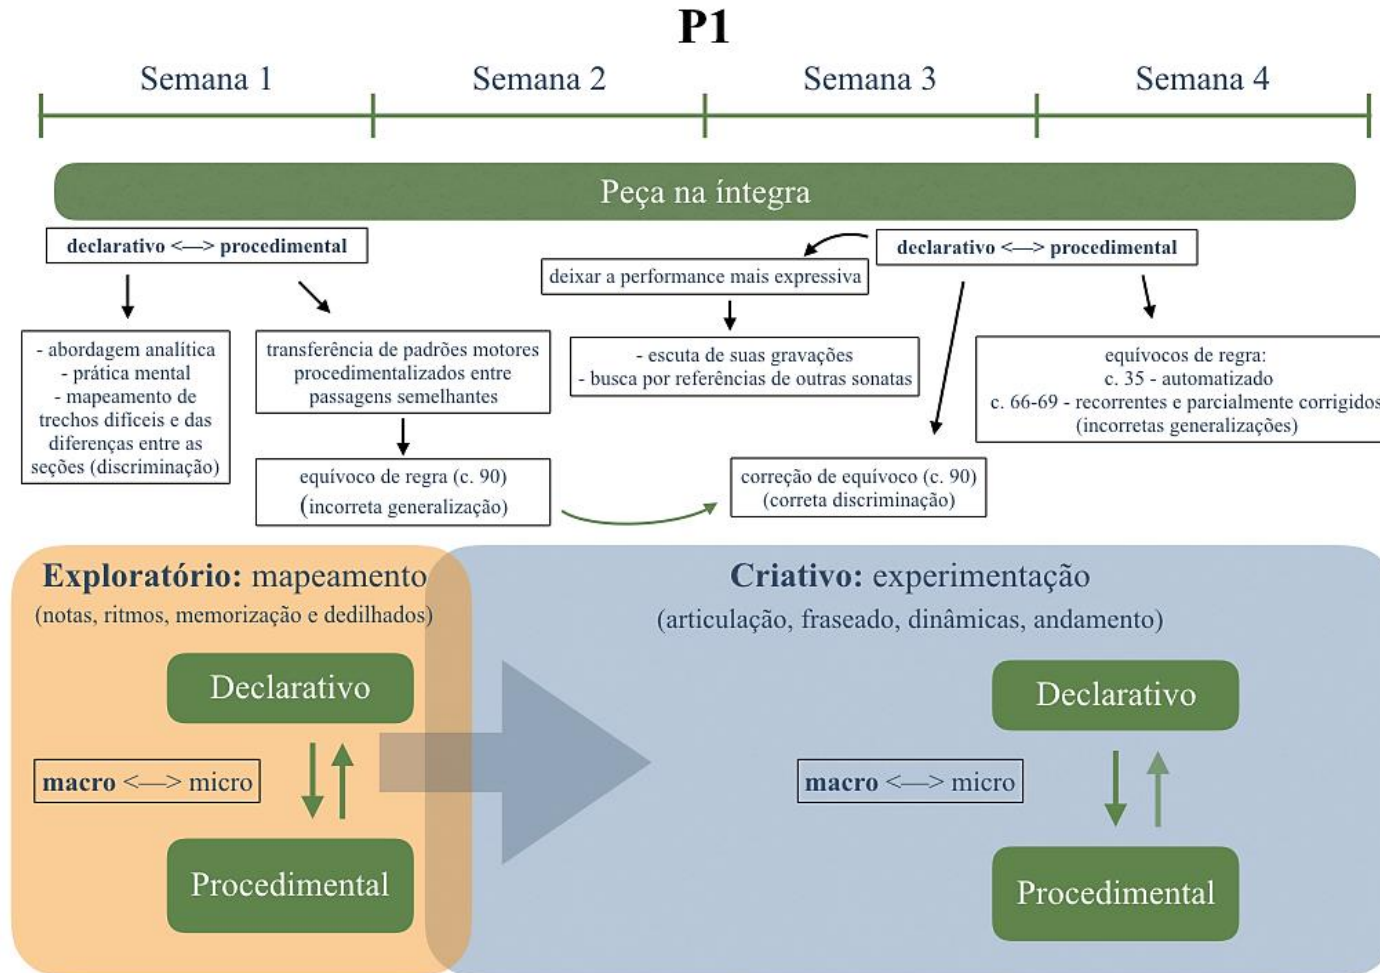 P1
Semana 1
Semana 2
Semana 3
Semana 4
Peça na íntegra
declarativo <—> procedimental
- abordagem analítica
- prática mental
- mapeamento de
trechos difíceis e das
diferenças entre as
seções (discriminação)
transferência de padrões motores
procedimentalizados entre
passagens semelhantes
equívoco de regra (c. 90)
(incorreta generalização)
declarativo <—> procedimental
deixar a performance mais expressiva
- escuta de suas gravações
- busca por referências de outras sonatas
correção de equívoco (c. 90)
(correta discriminação)
equívocos de regra:
c. 35 - automatizado
c. 66-69 - recorrentes e parcialmente corrigidos
(incorretas generalizações)
Exploratório: mapeamento
(notas, ritmos, memorização e dedilhados)
Declarativo
macro <—> micro
Procedimental
Criativo: experimentação
(articulação, fraseado, dinâmicas, andamento)
Declarativo
macro <—> micro
Procedimental